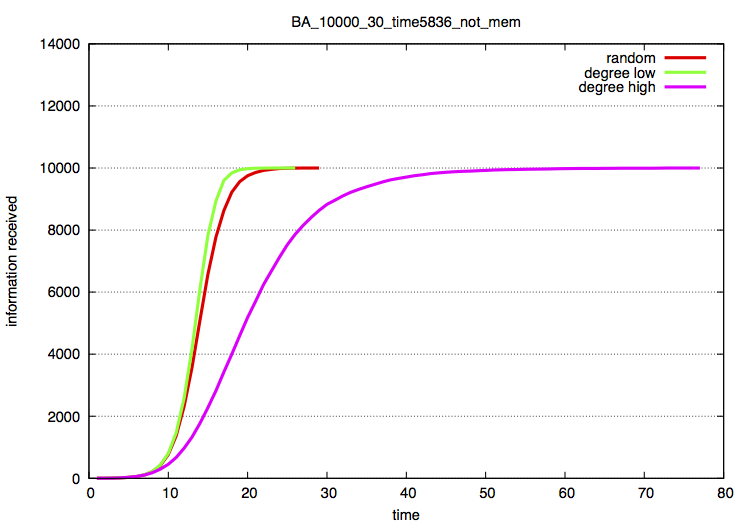 BA_10000_30_time5836_not_mem
14000
12000
10000
8000
6000
4000
2000
0
random
degree low
degree high
information received
0 10 20 30 40 50 60 70 80
time